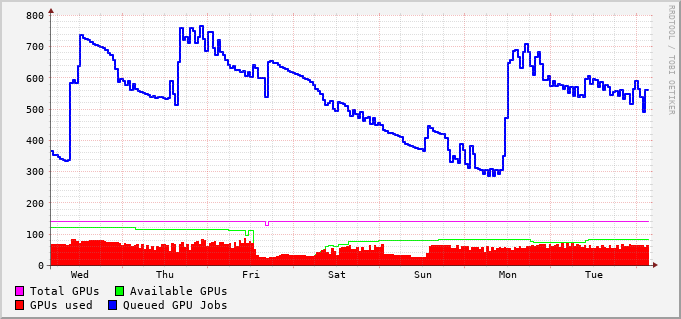 800
700
600
500
400
300
200
100
0
Wed Thu Fri Sat Sun Mon Tue
Total GPUs Available GPUs
GPUs used Queued GPU Jobs
RRDTOOL / TOBI OETIKER